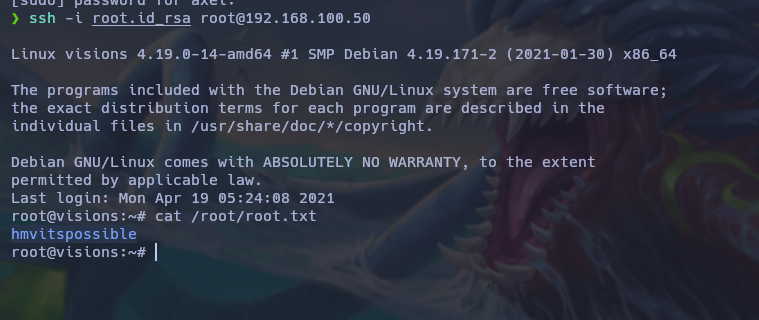 [sudo] password for axel:
❯ ssh -i root.id_rsa root@192.168.100.50
Linux visions 4.19.0-14-amd64 #1 SMP Debian 4.19.171-2 (2021-01-30) x86_64
The programs included with the Debian GNU/Linux system are free software;
the exact distribution terms for each program are described in the
individual files in /usr/share/doc/*/copyright.
Debian GNU/Linux comes with ABSOLUTELY NO WARRANTY, to the extent
permitted by applicable law.
Last login: Mon Apr 19 05:24:08 2021
root@visions:~# cat /root/root.txt
hmvitspossible
root@visions:~#